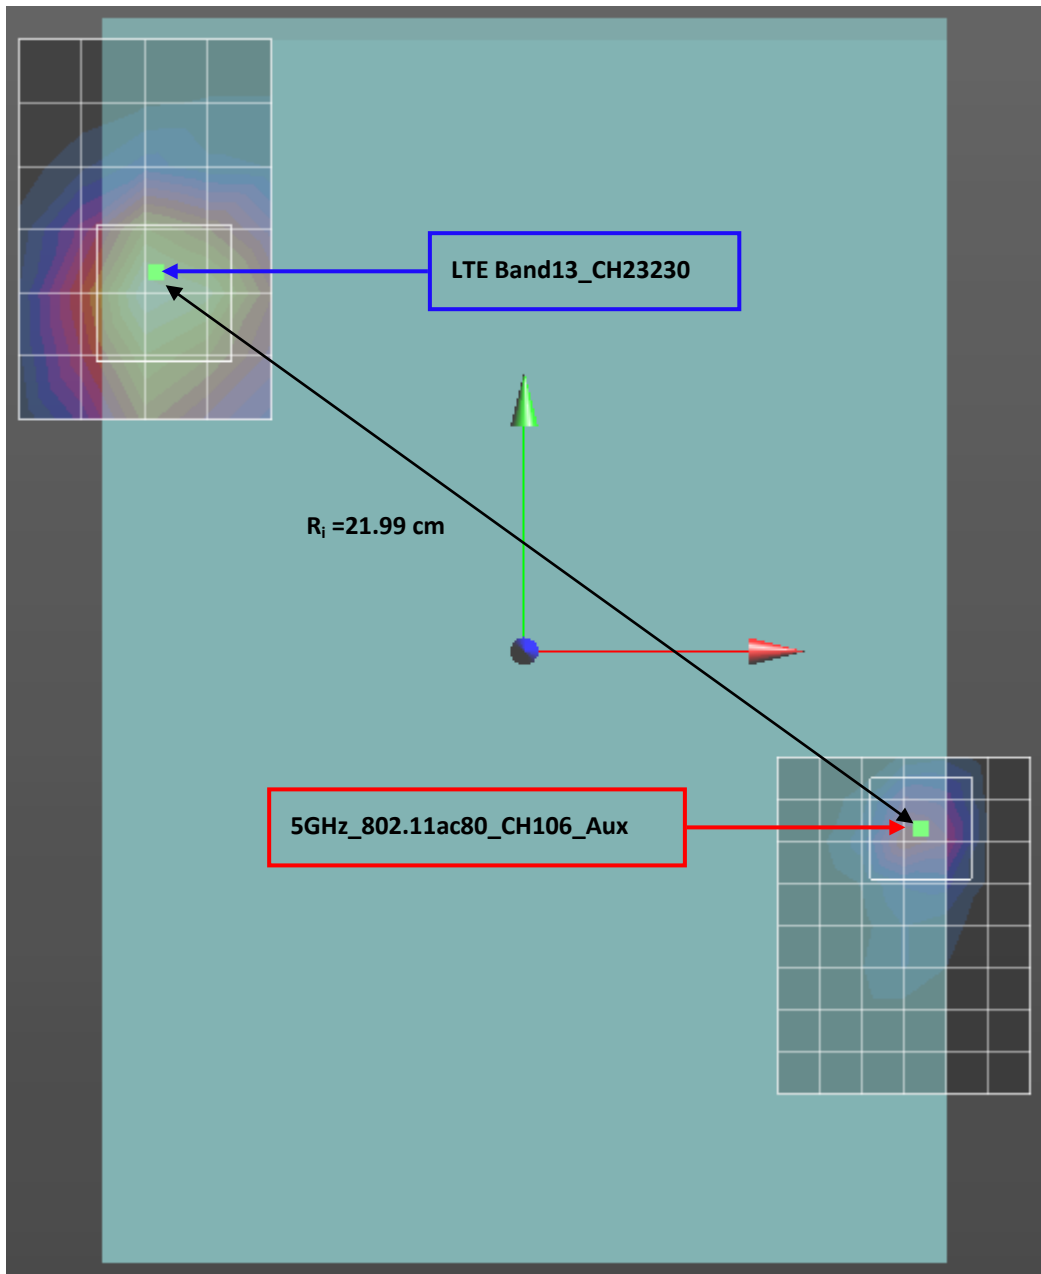 LTE Band13_CH23230
Rᵢ =21.99 cm
5GHz_802.11ac80_CH106_Aux